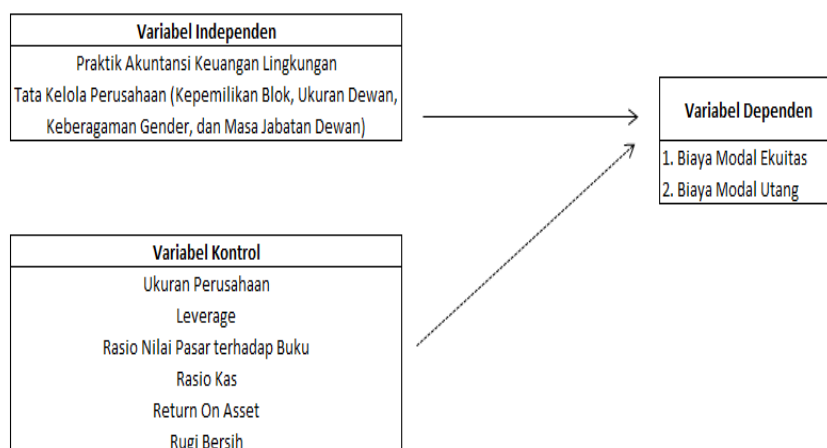 Variabel Independen
Praktik Akuntansi Keuangan Lingkungan
Tata Kelola Perusahaan (Kepemilikan Blok, Ukuran Dewan,
Keberagaman Gender, dan Masa Jabatan Dewan)
Variabel Dependen
1. Biaya Modal Ekuitas
2. Biaya Modal Utang
Variabel Kontrol
Ukuran Perusahaan
Leverage
Rasio Nilai Pasar terhadap Buku
Rasio Kas
Return On Asset
Rugi Bersih